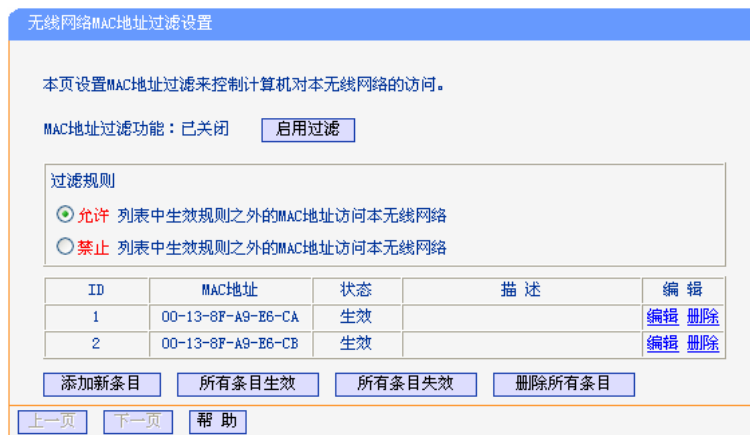 无线网络MAC地址过滤设置
本页设置MAC地址过滤来控制计算机对本无线网络的访问。
MAC地址过滤功能：已关闭 启用过滤
过滤规则
允许 列表中生效规则之外的MAC地址访问本无线网络
禁止 列表中生效规则之外的MAC地址访问本无线网络
ID MAC地址 状态 描 述 编 辑
1 00-13-8F-A9-E6-CA 生效 编辑 删除
2 00-13-8F-A9-E6-CB 生效 编辑 删除
添加新条目 所有条目生效 所有条目失效 删除所有条目
上一页 下一页 帮 助